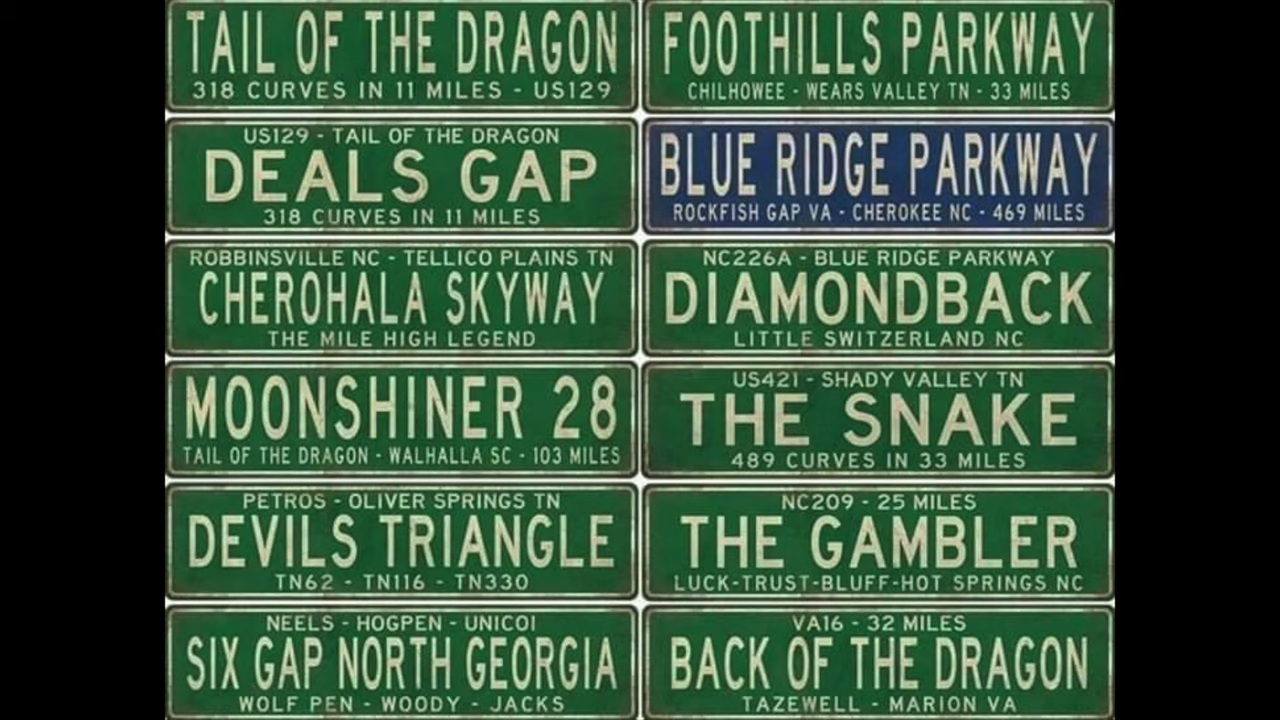 TAIL OF THE DRAGON
318 CURVES IN 11 MILES - US129
FOOTHILLS PARKWAY
CHILHOWEE - WEARS VALLEY TN - 33 MILES
US129 - TAIL OF THE DRAGON
DEALS GAP
318 CURVES IN 11 MILES
BLUE RIDGE PARKWAY
ROCKFISH GAP VA - CHEROKEE NC - 469 MILES
ROBBINSVILLE NC - TELLICO PLAINS TN
CHEROHALA SKYWAY
THE MILE HIGH LEGEND
NC226A - BLUE RIDGE PARKWAY
DIAMONDBACK
LITTLE SWITZERLAND NC
MOONSHINER 28
TAIL OF THE DRAGON - WALHALLA SC - 103 MILES
US421 - SHADY VALLEY TN
THE SNAKE
489 CURVES IN 33 MILES
PETROS - OLIVER SPRINGS TN
DEVILS TRIANGLE
TN62 - TN116 - TN330
NC209 - 25 MILES
THE GAMBLER
LUCK-TRUST-BLUFF-HOT SPRINGS NC
NEELS - HOGPEN - UNICOI
SIX GAP NORTH GEORGIA
WOLF PEN - WOODY - JACKS
VA16 - 32 MILES
BACK OF THE DRAGON
TAZEWELL - MARION VA